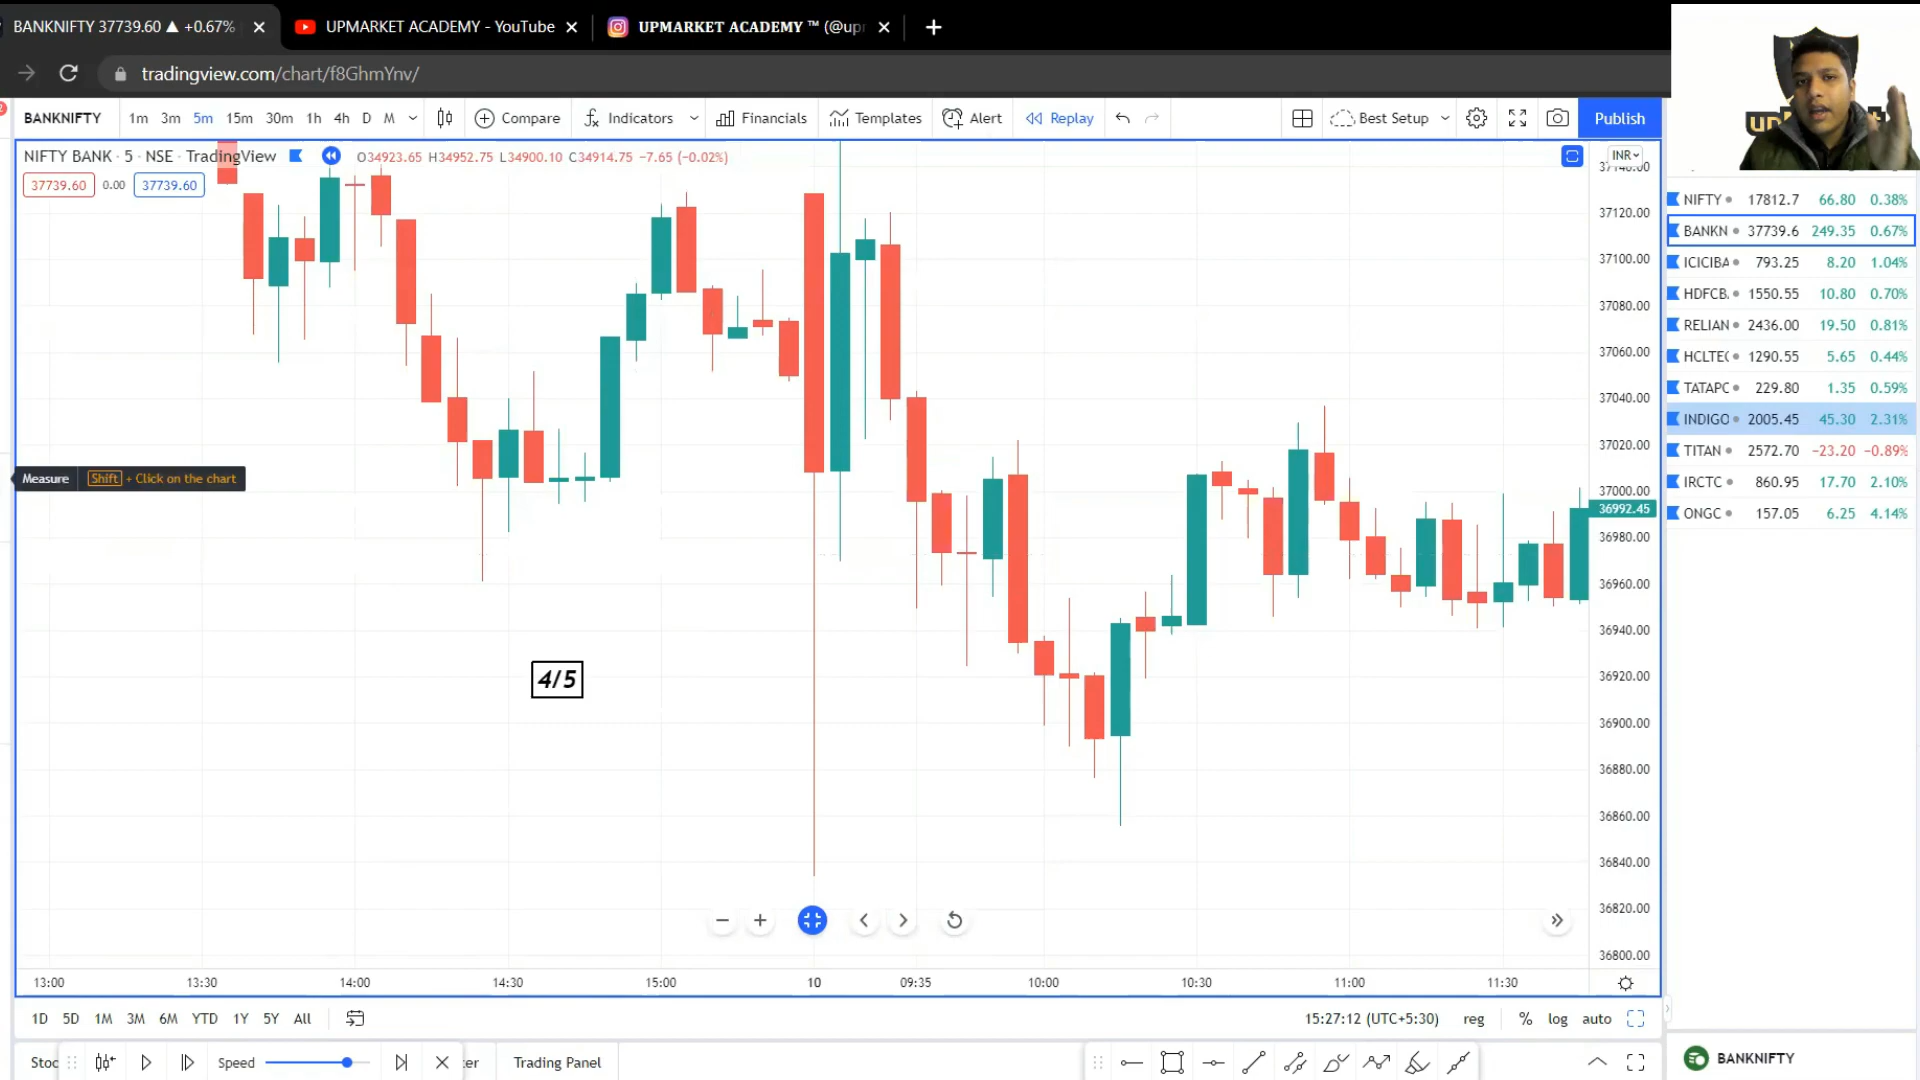 BANKNIFTY 37739.60 ▲ +0.67%
UPMARKET ACADEMY - YouTube
UPMARKET ACADEMY ™ (@up
tradingview.com/chart/f8GhmYnv/
BANKNIFTY 1m 3m 5m 15m 30m 1h 4h D M Compare Indicators Financials Templates Alert Replay Best Setup Publish
NIFTY BANK · 5 · NSE · TradingView O34923.65 H34952.75 L34900.10 C34914.75 −7.65 (−0.02%)
INR
37739.60 0.00 37739.60
37140.00
37120.00
37100.00
37080.00
37060.00
37040.00
37020.00
37000.00
36992.45
36980.00
36960.00
36940.00
36920.00
36900.00
36880.00
36860.00
36840.00
36820.00
36800.00
Measure Shift + Click on the chart
4/5
13:00 13:30 14:00 14:30 15:00 10 09:35 10:00 10:30 11:00 11:30
1D 5D 1M 3M 6M YTD 1Y 5Y All
15:27:12 (UTC+5:30) reg % log auto
Stoc Speed ter Trading Panel
NIFTY 17812.7 66.80 0.38%
BANKN 37739.6 249.35 0.67%
ICICIBA 793.25 8.20 1.04%
HDFCB 1550.55 10.80 0.70%
RELIAN 2436.00 19.50 0.81%
HCLTEC 1290.55 5.65 0.44%
TATAPO 229.80 1.35 0.59%
INDIGO 2005.45 45.30 2.31%
TITAN 2572.70 −23.20 −0.89%
IRCTC 860.95 17.70 2.10%
ONGC 157.05 6.25 4.14%
BANKNIFTY